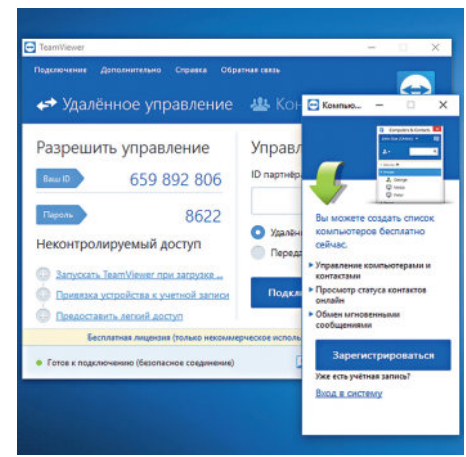 TeamViewer
Подключение Дополнительно Справка Обратная связь
Удалённое управление
Разрешить управление
Ваш ID 659 892 806
Пароль 8622
Неконтролируемый доступ
Запускать TeamViewer при загрузке ...
Привязка устройства к учетной записи
Предоставить легкий доступ
Бесплатная лицензия (только некоммерческое исполь
Готов к подключению (безопасное соединение)
Управл
ID партнёра
Удалён
Переда
Подкл
Компью...
Computers & Contacts
Вы можете создать список
компьютеров бесплатно
сейчас.
Управление компьютерами и
контактами
Просмотр статуса контактов
онлайн
Обмен мгновенными
сообщениями
Зарегистрироваться
Уже есть учётная запись?
Вход в систему